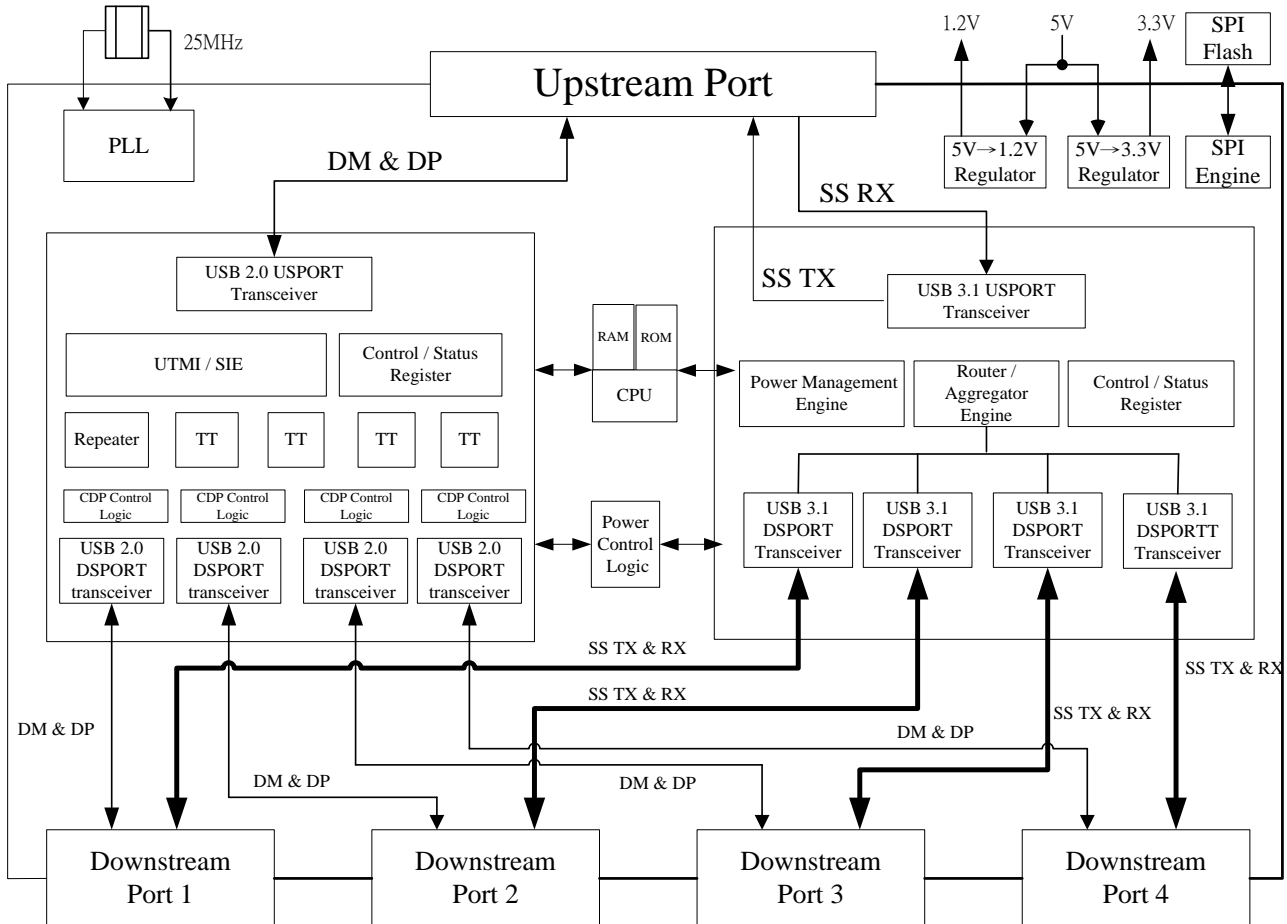 25MHz
PLL
Upstream Port
1.2V
5V
3.3V
SPI
Flash
5V→1.2V
Regulator
5V→3.3V
Regulator
SPI
Engine
DM & DP
SS RX
SS TX
USB 2.0 USPORT
Transceiver
UTMI / SIE
Control / Status
Register
Repeater
TT
TT
TT
TT
CDP Control
Logic
CDP Control
Logic
CDP Control
Logic
CDP Control
Logic
USB 2.0
DSPORT
transceiver
USB 2.0
DSPORT
transceiver
USB 2.0
DSPORT
transceiver
USB 2.0
DSPORT
transceiver
RAM
ROM
CPU
Power
Control
Logic
USB 3.1 USPORT
Transceiver
Power Management
Engine
Router /
Aggregator
Engine
Control / Status
Register
USB 3.1
DSPORT
Transceiver
USB 3.1
DSPORT
Transceiver
USB 3.1
DSPORT
Transceiver
USB 3.1
DSPORTT
Transceiver
SS TX & RX
SS TX & RX
SS TX & RX
SS TX & RX
DM & DP
DM & DP
DM & DP
DM & DP
Downstream
Port 1
Downstream
Port 2
Downstream
Port 3
Downstream
Port 4